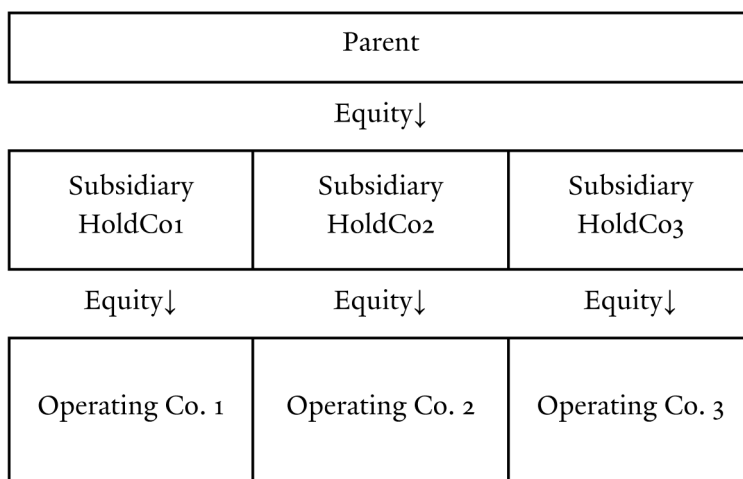 Parent
Equity↓
Subsidiary
HoldCo1
Subsidiary
HoldCo2
Subsidiary
HoldCo3
Equity↓
Equity↓
Equity↓
Operating Co. 1
Operating Co. 2
Operating Co. 3